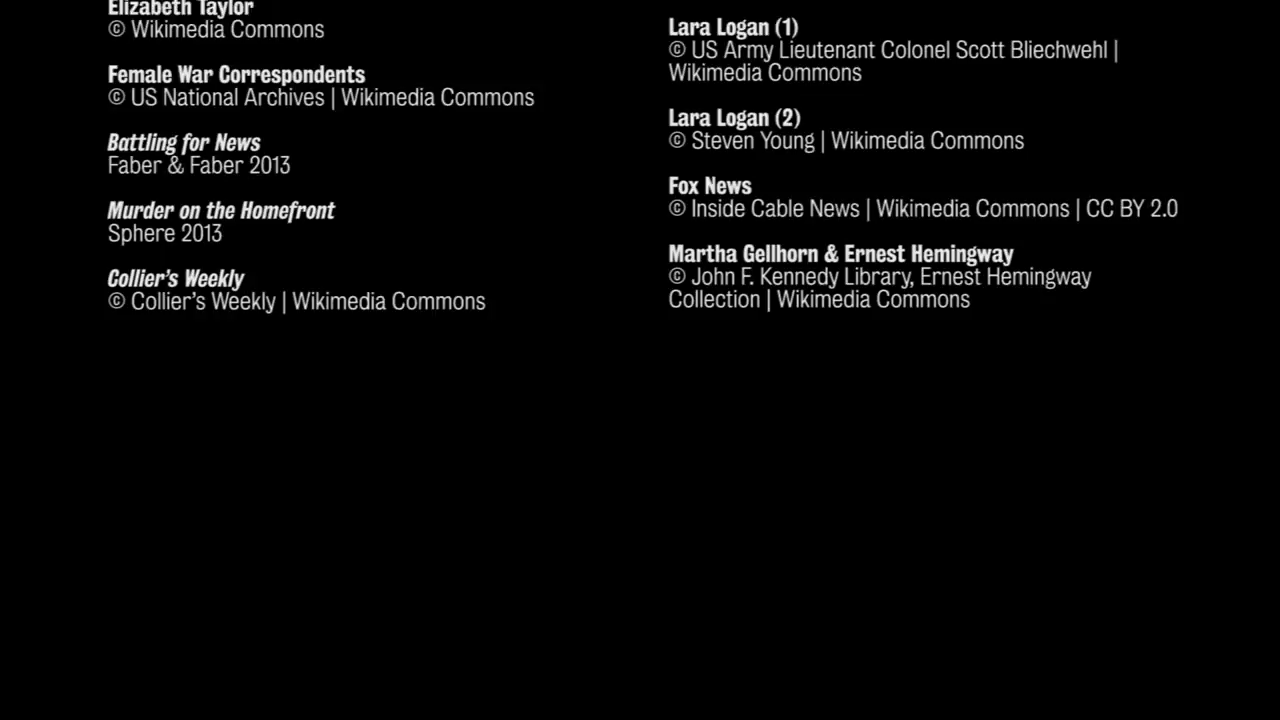 Elizabeth Taylor
© Wikimedia Commons
Female War Correspondents
© US National Archives | Wikimedia Commons
Battling for News
Faber & Faber 2013
Murder on the Homefront
Sphere 2013
Collier's Weekly
© Collier's Weekly | Wikimedia Commons
Lara Logan (1)
© US Army Lieutenant Colonel Scott Bliechwehl |
Wikimedia Commons
Lara Logan (2)
© Steven Young | Wikimedia Commons
Fox News
© Inside Cable News | Wikimedia Commons | CC BY 2.0
Martha Gellhorn & Ernest Hemingway
© John F. Kennedy Library, Ernest Hemingway
Collection | Wikimedia Commons